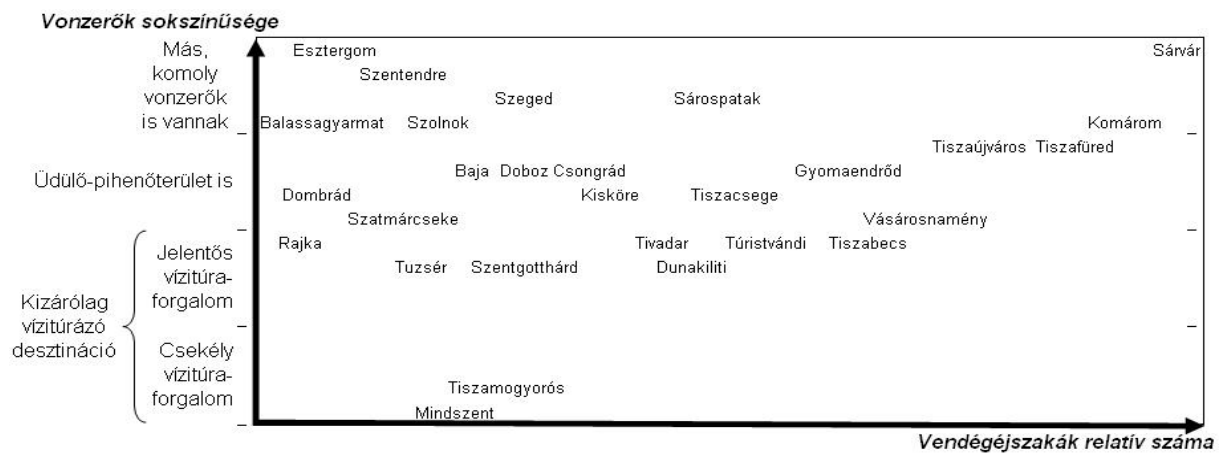 Vonzerők sokszínűsége
Más,
komoly
vonzerők
is vannak
Üdülő-pihenőterület is
Kizárólag
vízitúrázó
desztináció
Jelentős
vízitúra-
forgalom
Csekély
vízitúra-
forgalom
Esztergom Sárvár
Szentendre
Szeged Sárospatak
Balassagyarmat Szolnok Komárom
Tiszaújváros Tiszafüred
Baja Doboz Csongrád Gyomaendrőd
Dombrád Kisköre Tiszacsege
Szatmárcseke Vásárosnamény
Rajka Tivadar Túristvándi Tiszabecs
Tuzsér Szentgotthárd Dunakiliti
Tiszamogyorós
Mindszent
Vendégéjszakák relatív száma